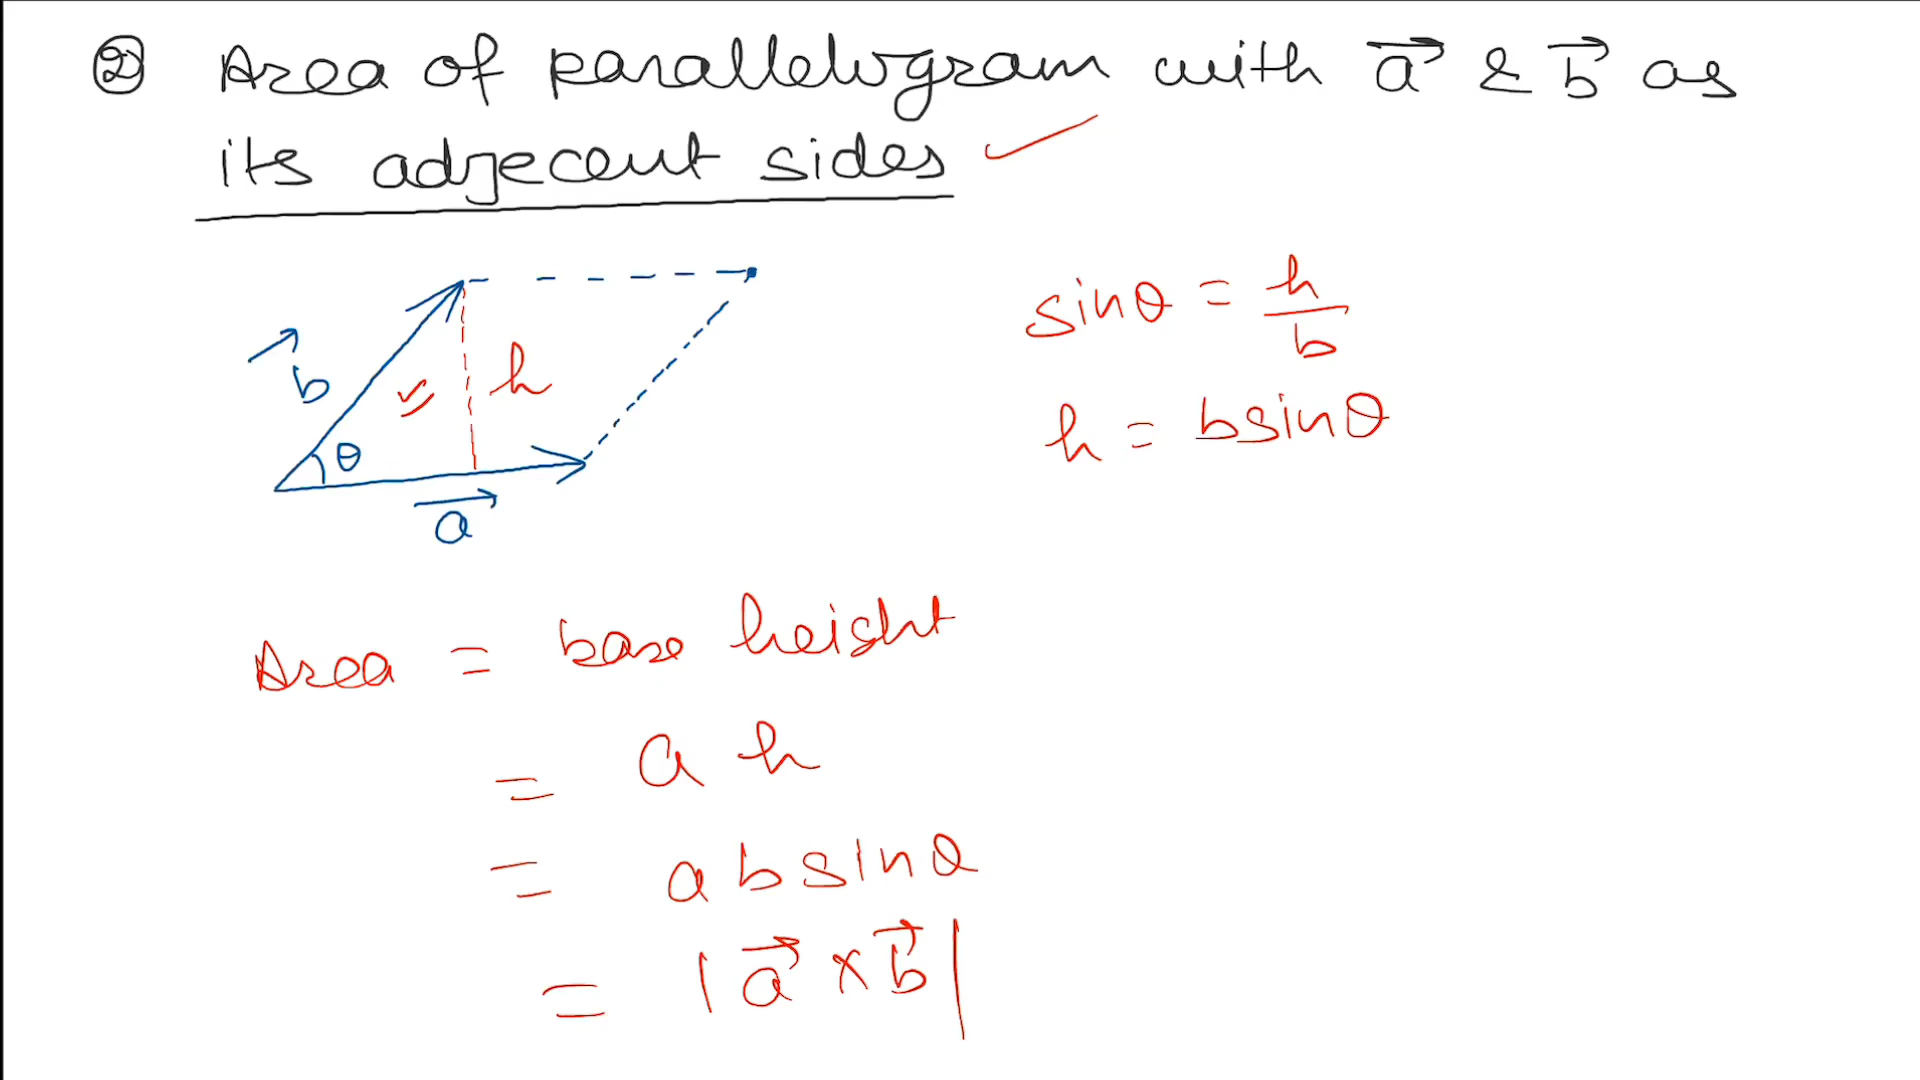 ② Area of parallelogram with a⃗ & b⃗ as
its adjecent sides
b⃗
h
θ
a⃗
sinθ = h/b
h = bsinθ
Area = base height
= a h
= a b sinθ
= |a⃗ × b⃗|